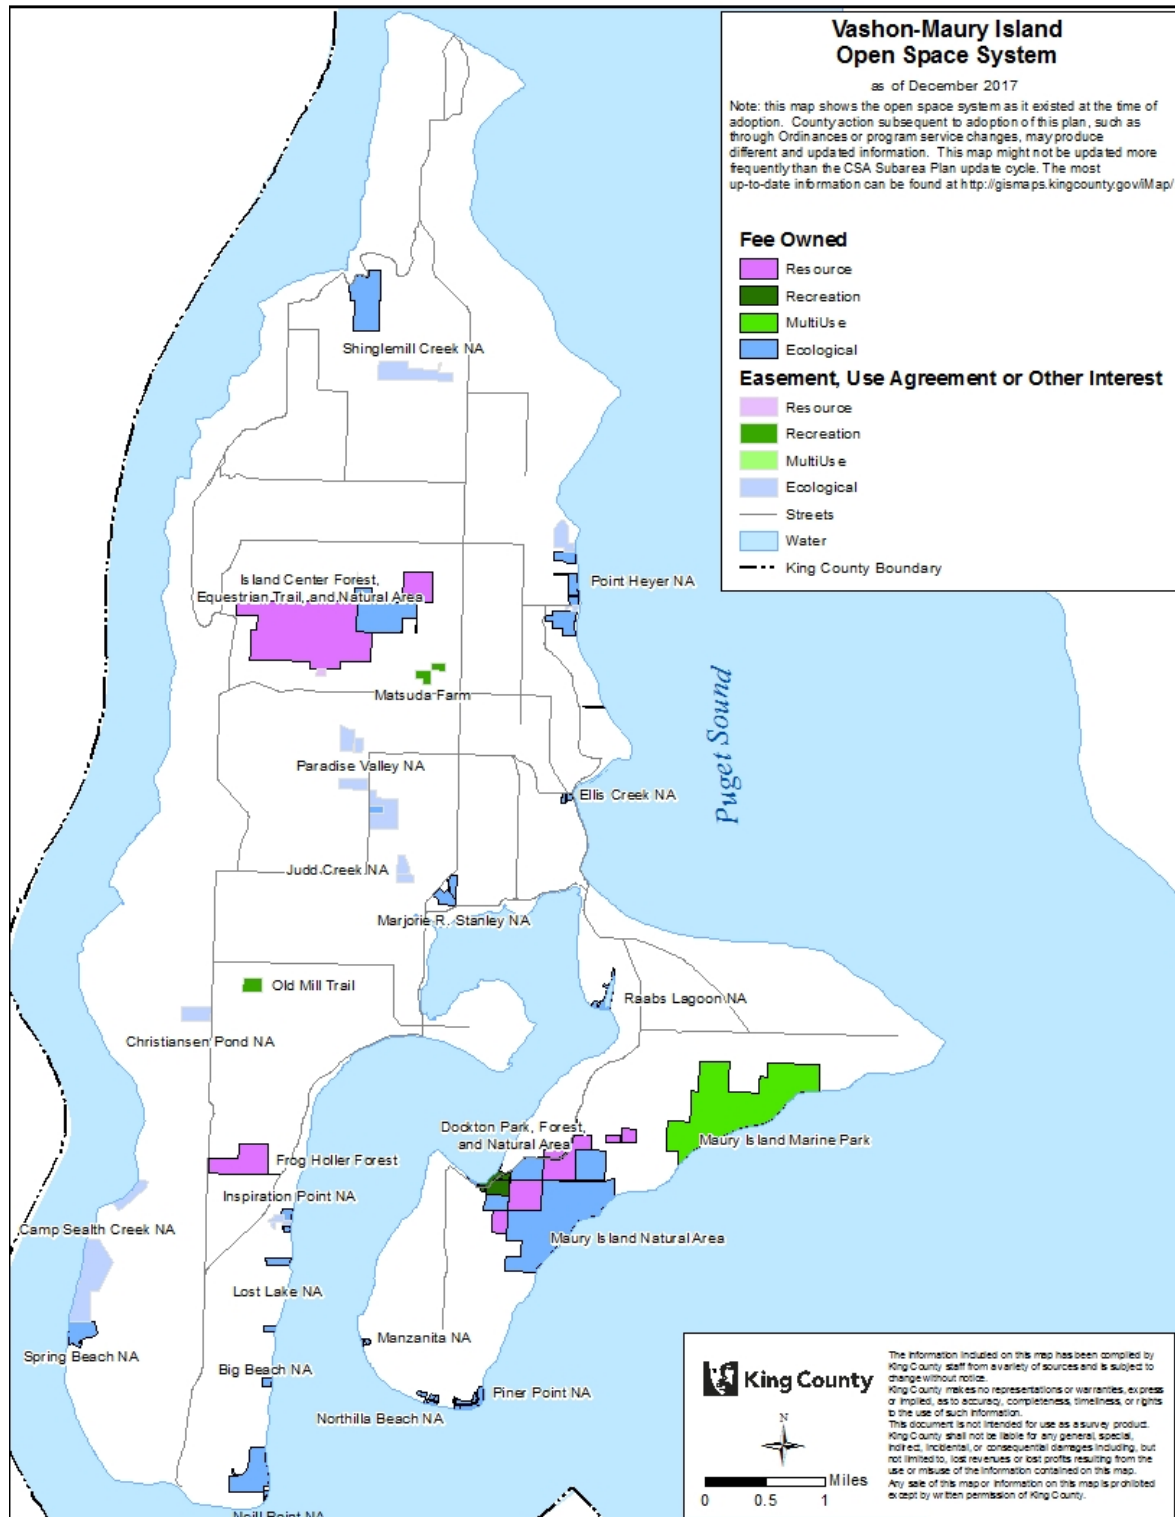 Vashon-Maury Island
Open Space System
as of December 2017
Note: this map shows the open space system as it existed at the time of
adoption. County action subsequent to adoption of this plan, such as
through Ordinances or program service changes, may produce
different and updated information. This map might not be updated more
frequently than the CSA Subarea Plan update cycle. The most
up-to-date information can be found at http://gismaps.kingcounty.gov/iMap/
Fee Owned
Resource
Recreation
MultiUse
Ecological
Easement, Use Agreement or Other Interest
Resource
Recreation
MultiUse
Ecological
Streets
Water
King County Boundary
Shinglemill Creek NA
Island Center Forest,
Equestrian Trail, and Natural Area
Point Heyer NA
Matsuda Farm
Puget Sound
Paradise Valley NA
Ellis Creek NA
Judd Creek NA
Marjorie R. Stanley NA
Old Mill Trail
Raabs Lagoon NA
Christiansen Pond NA
Dockton Park, Forest,
and Natural Area
Maury Island Marine Park
Frog Holler Forest
Inspiration Point NA
Camp Sealth Creek NA
Maury Island Natural Area
Lost Lake NA
Manzanita NA
Spring Beach NA
Big Beach NA
Piner Point NA
Northilla Beach NA
Neill Point NA
King County
N
Miles
0 0.5 1
The information included on this map has been compiled by
King County staff from a variety of sources and is subject to
change without notice.
King County makes no representations or warranties, express
or implied, as to accuracy, completeness, timeliness, or rights
to the use of such information.
This document is not intended for use as a survey product.
King County shall not be liable for any general, special,
indirect, incidental, or consequential damages including, but
not limited to, lost revenues or lost profits resulting from the
use or misuse of the information contained on this map.
Any sale of this map or information on this map is prohibited
except by written permission of King County.